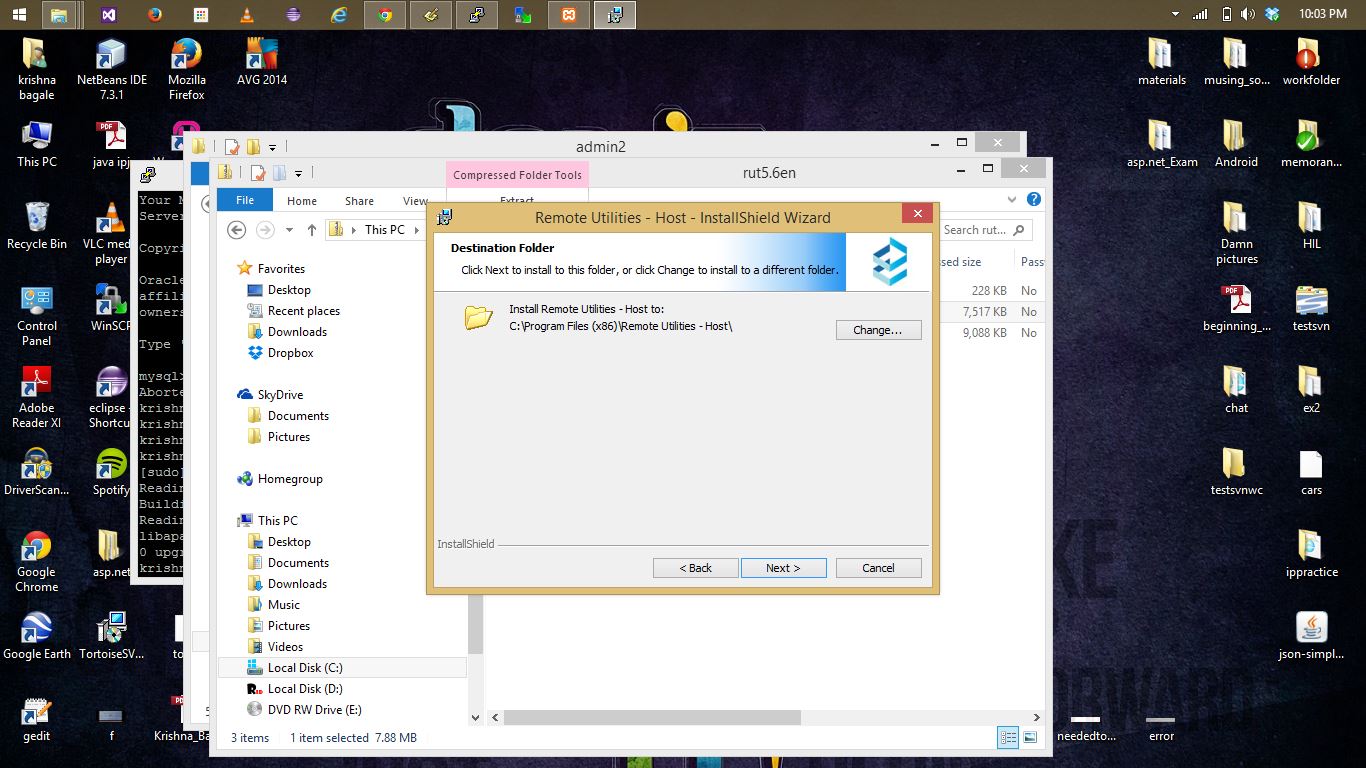 10:03 PM
krishna
bagale
NetBeans IDE
7.3.1
Mozilla
Firefox
AVG 2014
materials
musing_so...
workfolder
This PC
java ipj
asp.net_Exam
Android
memoran...
Recycle Bin
VLC med
player
Damn
pictures
HIL
Control
Panel
WinSCP
beginning_...
testsvn
Adobe
Reader XI
eclipse -
Shortcu
chat
ex2
DriverScan...
Spotify
testsvnwc
cars
Google
Chrome
asp.net
ippractice
Google Earth
TortoiseSV...
to
json-simpl...
gedit
f
Krishna_Ba
neededto...
error
Your M
Server
Copyri
Oracle
affili
owners
Type '
mysql>
Aborte
krishn
krishn
krishn
krishn
[sudo]
Readin
Buildi
Readin
libapa
0 upgr
krishn
admin2
Compressed Folder Tools
rut5.6en
File
Home
Share
View
Extract
This PC
Search rut...
Favorites
Desktop
Recent places
Downloads
Dropbox
SkyDrive
Documents
Pictures
Homegroup
This PC
Desktop
Documents
Downloads
Music
Pictures
Videos
Local Disk (C:)
Local Disk (D:)
DVD RW Drive (E:)
ssed size
Passv
228 KB
No
7,517 KB
No
9,088 KB
No
3 items
1 item selected 7.88 MB
Remote Utilities - Host - InstallShield Wizard
Destination Folder
Click Next to install to this folder, or click Change to install to a different folder.
Install Remote Utilities - Host to:
C:\Program Files (x86)\Remote Utilities - Host\
Change...
InstallShield
< Back
Next >
Cancel